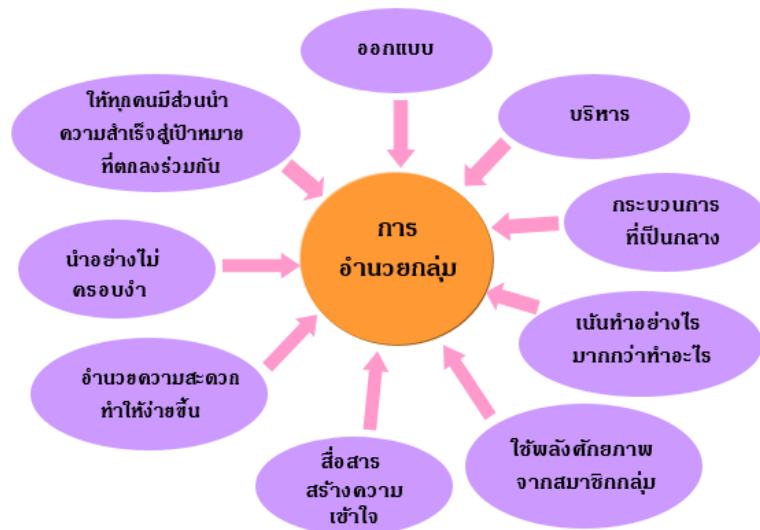 ออกแบบ
บริหาร
กระบวนการ
ที่เป็นกลาง
เน้นทำอย่างไร
มากกว่าทำอะไร
ใช้พลังศักยภาพ
จากสมาชิกกลุ่ม
สื่อสาร
สร้างความ
เข้าใจ
อำนวยความสะดวก
ทำให้ง่ายขึ้น
นำอย่างไม่
ครอบงำ
ให้ทุกคนมีส่วนนำ
ความสำเร็จสู่เป้าหมาย
ที่ตกลงร่วมกัน
การ
อำนวยกลุ่ม